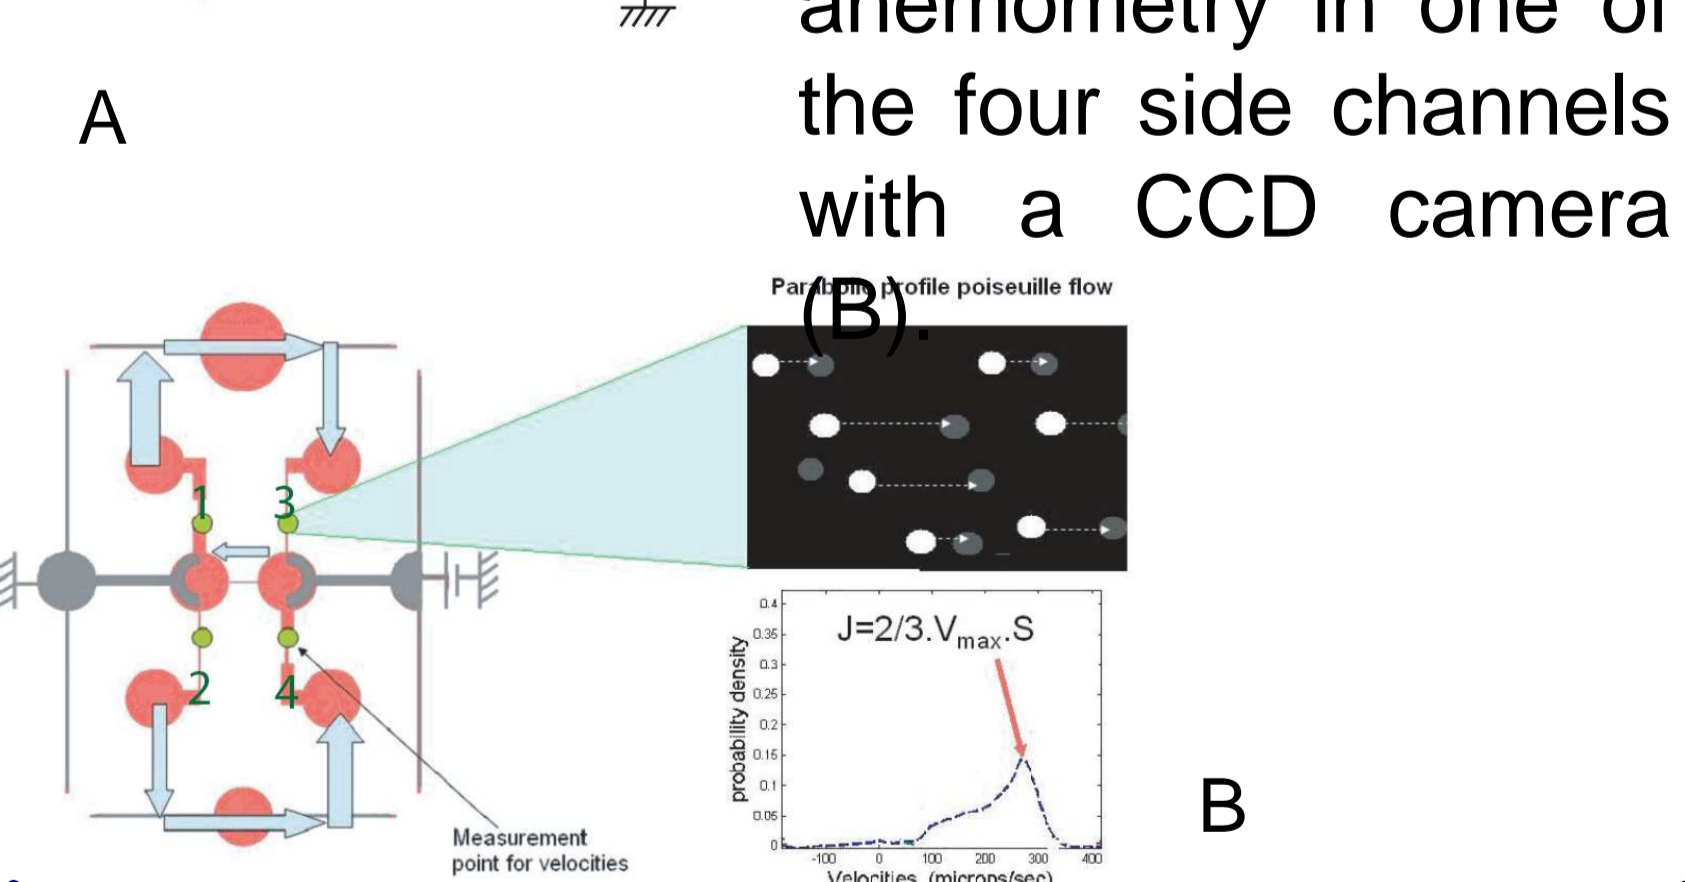 anemometry in one of
the four side channels
with a CCD camera
(B).
A
Parabolic profile poiseuille flow
1
3
2
4
Measurement
point for velocities
J=2/3.Vmax.S
probability density
0.4
0.35
0.3
0.25
0.2
0.15
0.1
0.05
0
-100 0 100 200 300 400
Velocities (microps/sec)
B